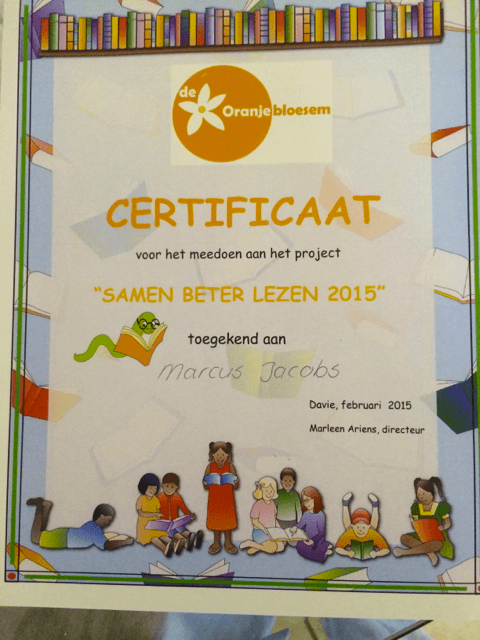 de
Oranjebloesem
CERTIFICAAT
voor het meedoen aan het project
"SAMEN BETER LEZEN 2015"
toegekend aan
Marcus Jacobs
Davie, februari 2015
Marleen Ariens, directeur